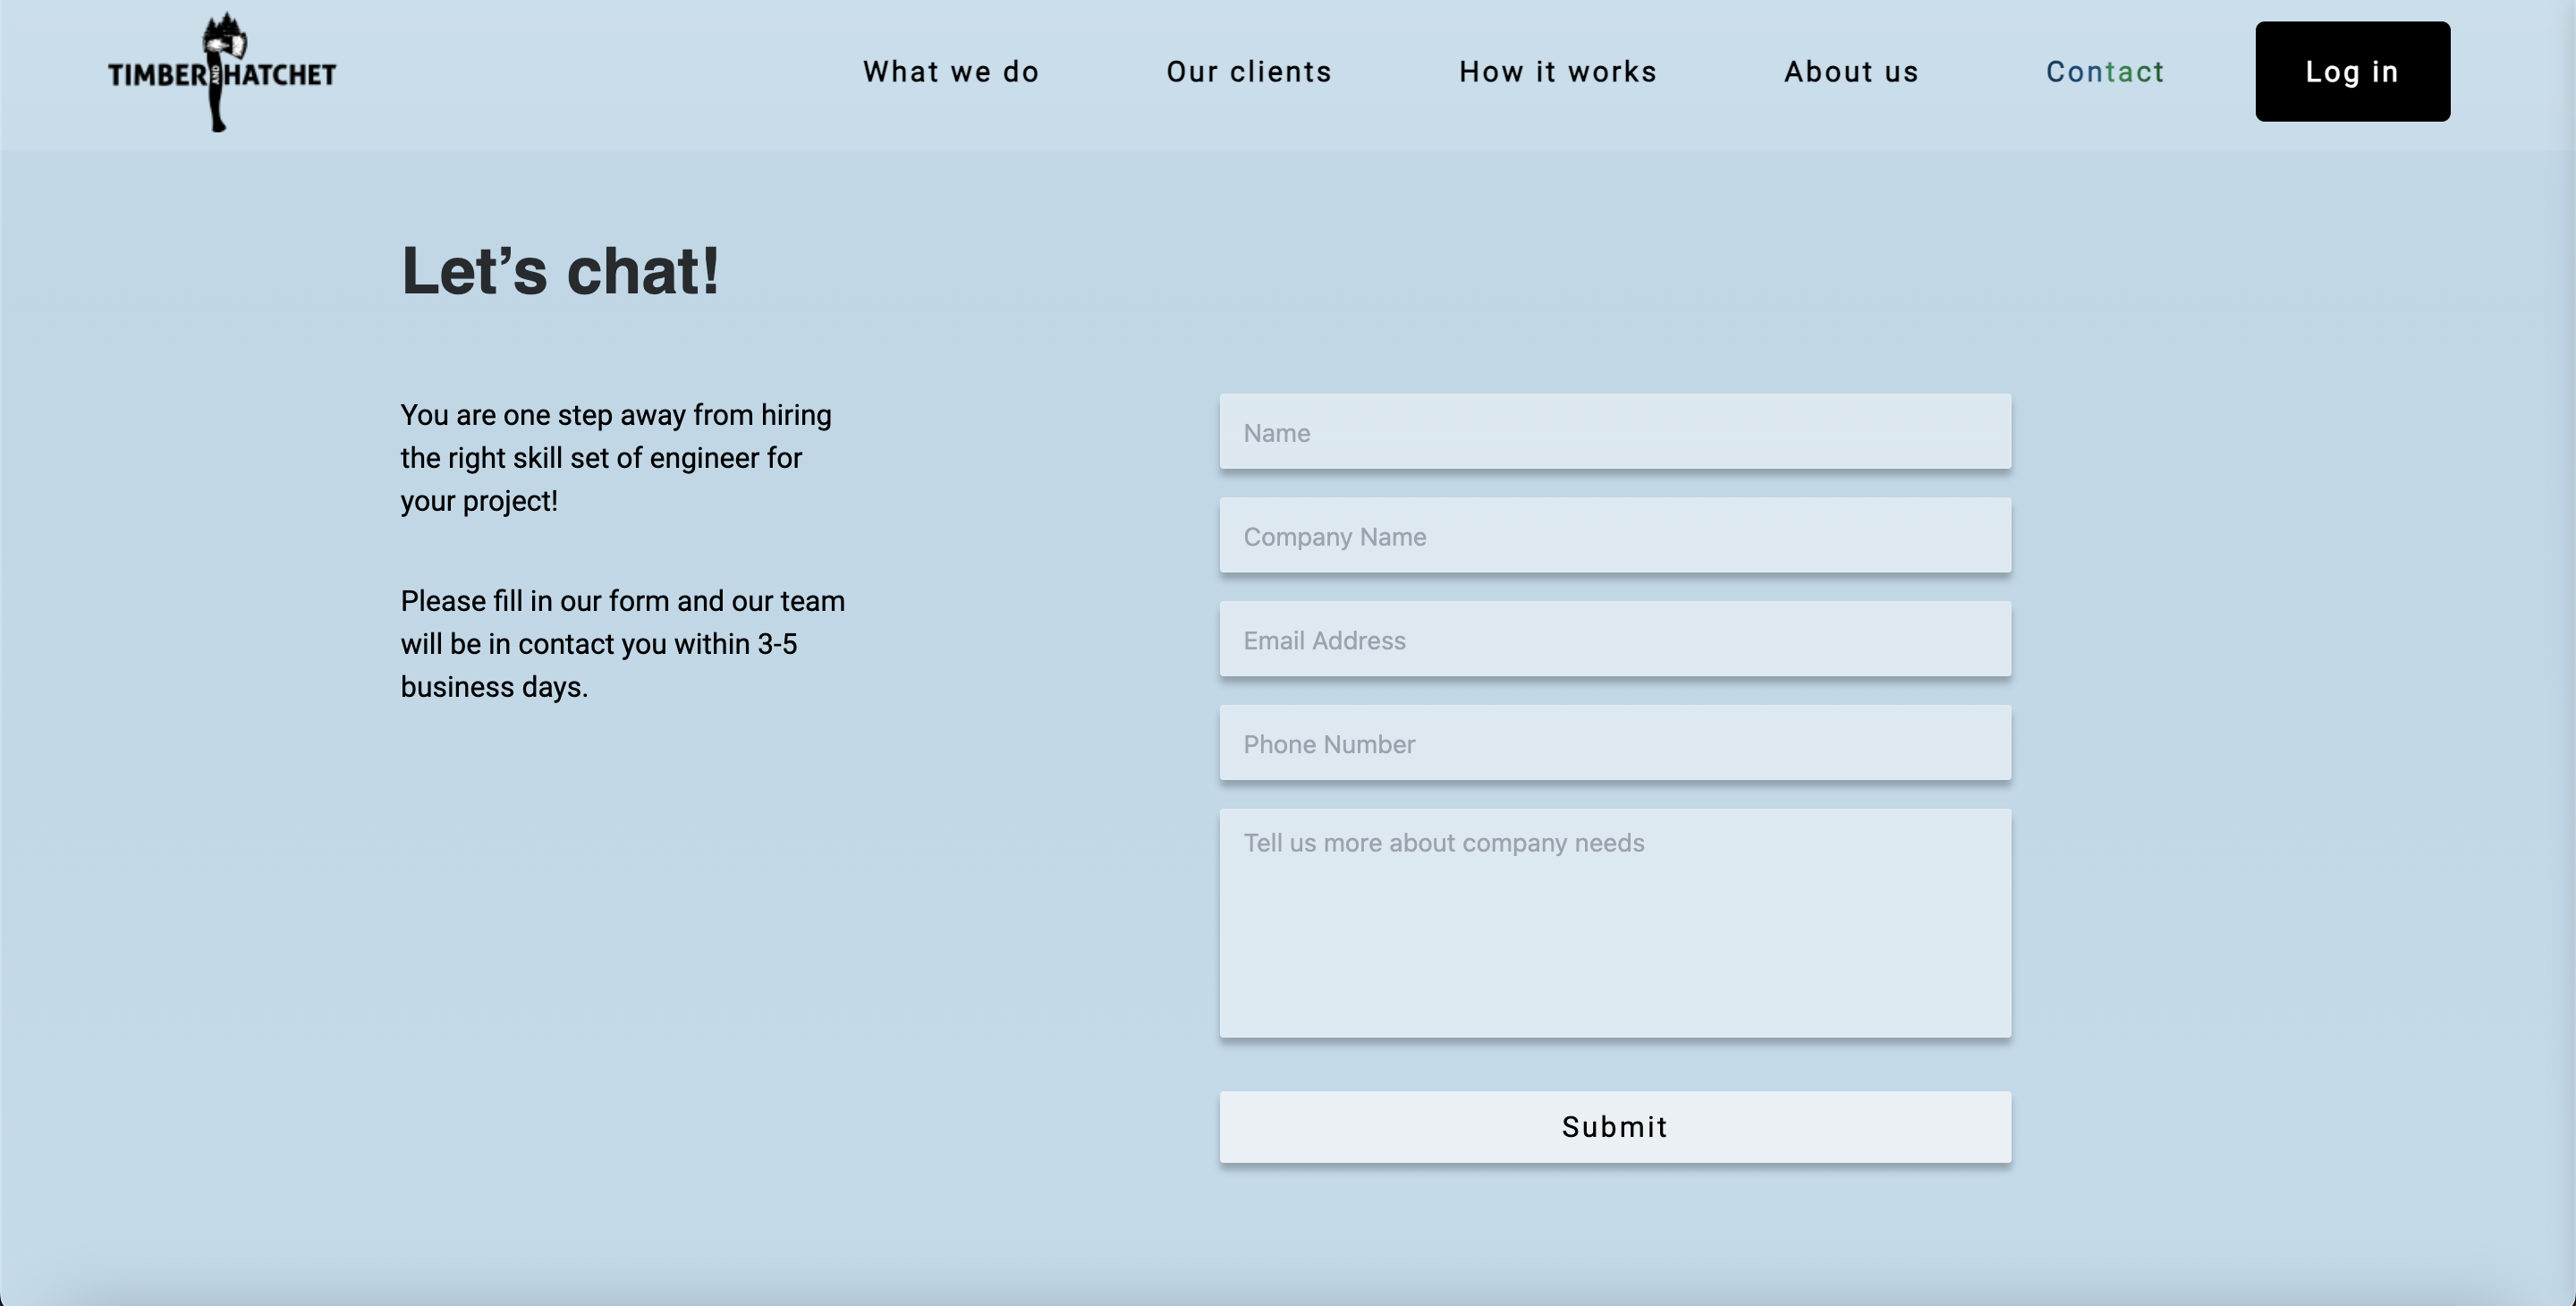 TIMBER AND HATCHET
What we do
Our clients
How it works
About us
Contact
Log in
Let’s chat!
You are one step away from hiring
the right skill set of engineer for
your project!
Please fill in our form and our team
will be in contact you within 3-5
business days.
Name
Company Name
Email Address
Phone Number
Tell us more about company needs
Submit